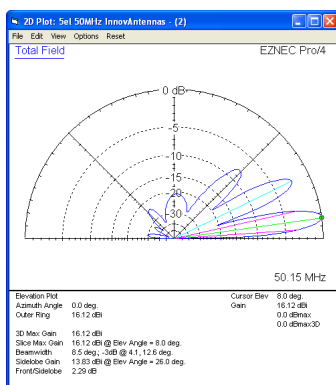 2D Plot: 5el 50MHz InnovAntennas - (2)
File Edit View Options Reset
Total Field
EZNEC Pro/4
0 dB
-5
-10
-15
-20
-30
50.15 MHz
Elevation Plot
Azimuth Angle 0.0 deg.
Outer Ring 16.12 dBi
3D Max Gain 16.12 dBi
Slice Max Gain 16.12 dBi @ Elev Angle = 8.0 deg.
Beamwidth 8.5 deg.; -3dB @ 4.1, 12.6 deg.
Sidelobe Gain 13.83 dBi @ Elev Angle = 26.0 deg.
Front/Sidelobe 2.29 dB
Cursor Elev 8.0 deg.
Gain 16.12 dBi
0.0 dBmax
0.0 dBmax3D